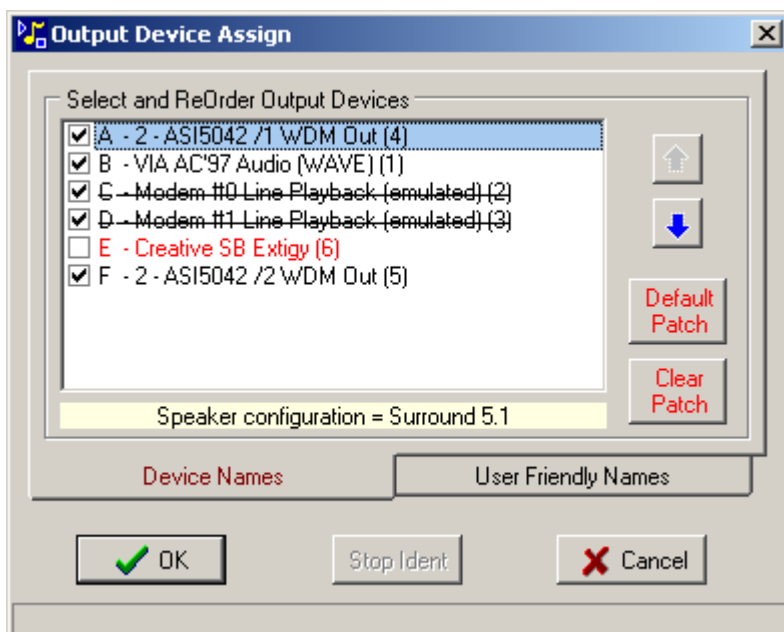 Output Device Assign
Select and ReOrder Output Devices
A - 2 - ASI5042 /1 WDM Out (4)
B - VIA AC'97 Audio (WAVE) (1)
C - Modem #0 Line Playback (emulated) (2)
D - Modem #1 Line Playback (emulated) (3)
E - Creative SB Extigy (6)
F - 2 - ASI5042 /2 WDM Out (5)
Default
Patch
Clear
Patch
Speaker configuration = Surround 5.1
Device Names
User Friendly Names
OK
Stop Ident
Cancel